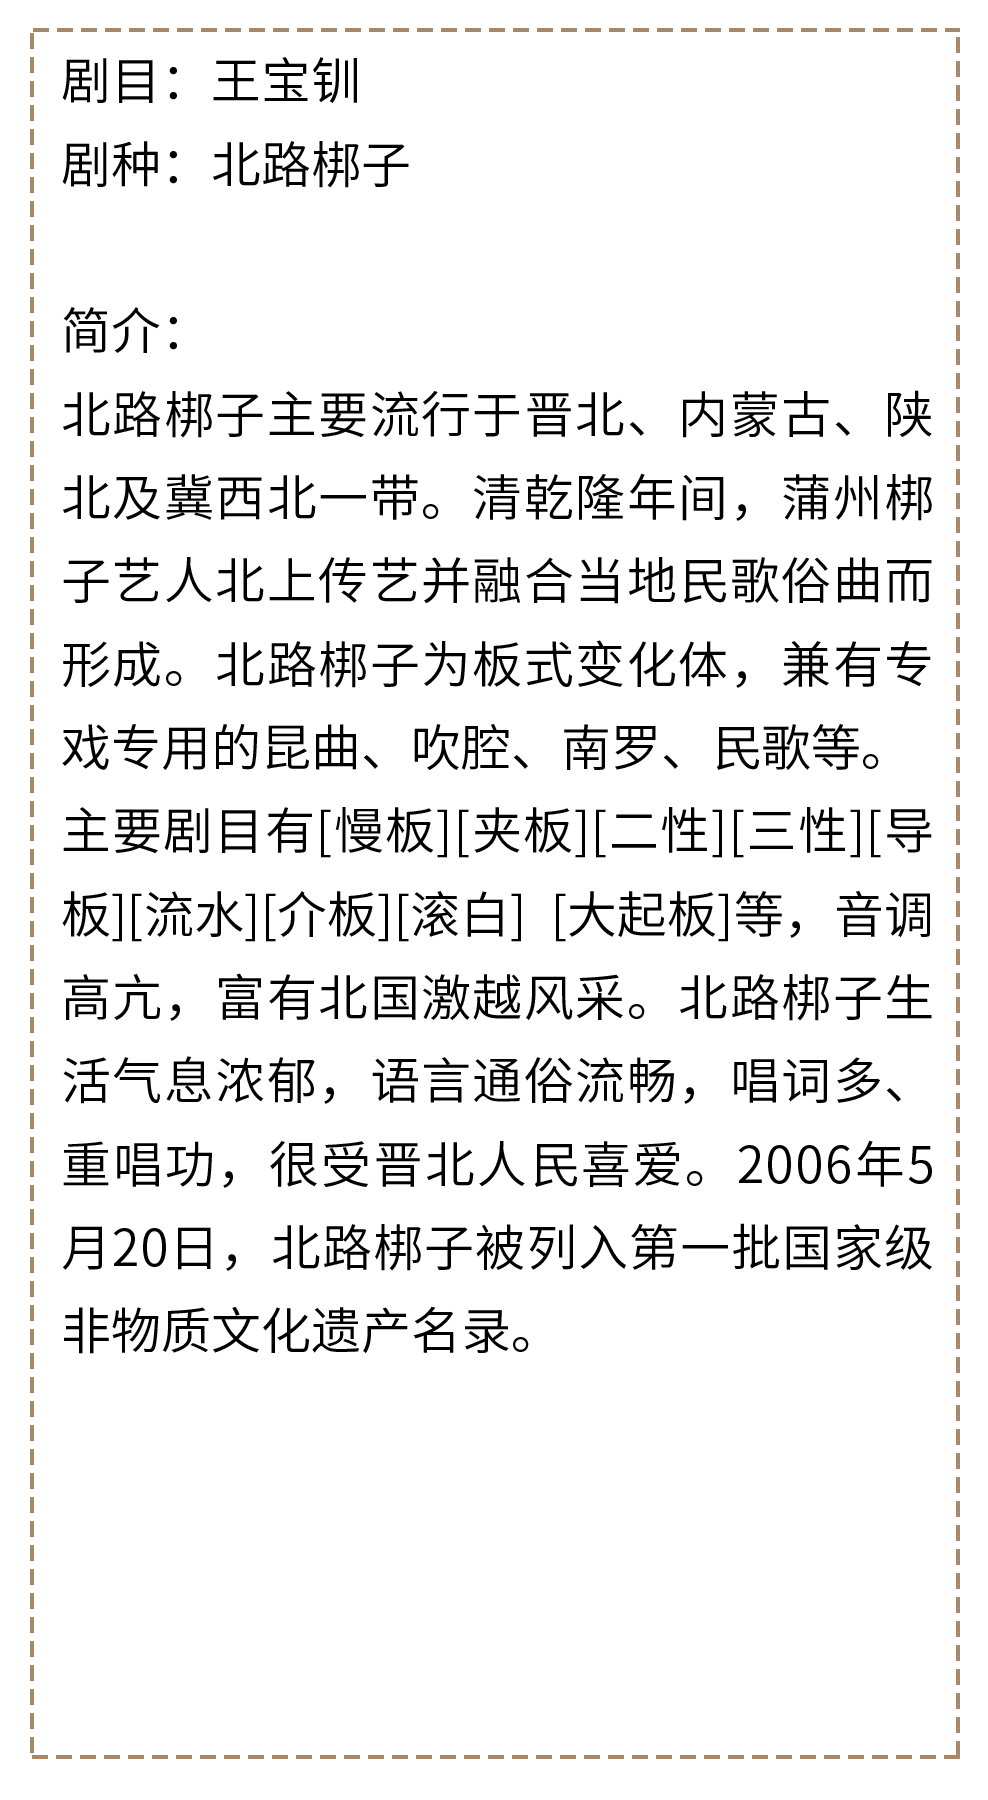 剧目：王宝钏
剧种：北路梆子
简介：
北路梆子主要流行于晋北、内蒙古、陕
北及冀西北一带。清乾隆年间，蒲州梆
子艺人北上传艺并融合当地民歌俗曲而
形成。北路梆子为板式变化体，兼有专
戏专用的昆曲、吹腔、南罗、民歌等。
主要剧目有[慢板][夹板][二性][三性][导
板][流水][介板][滚白] [大起板]等，音调
高亢，富有北国激越风采。北路梆子生
活气息浓郁，语言通俗流畅，唱词多、
重唱功，很受晋北人民喜爱。2006年5
月20日，北路梆子被列入第一批国家级
非物质文化遗产名录。